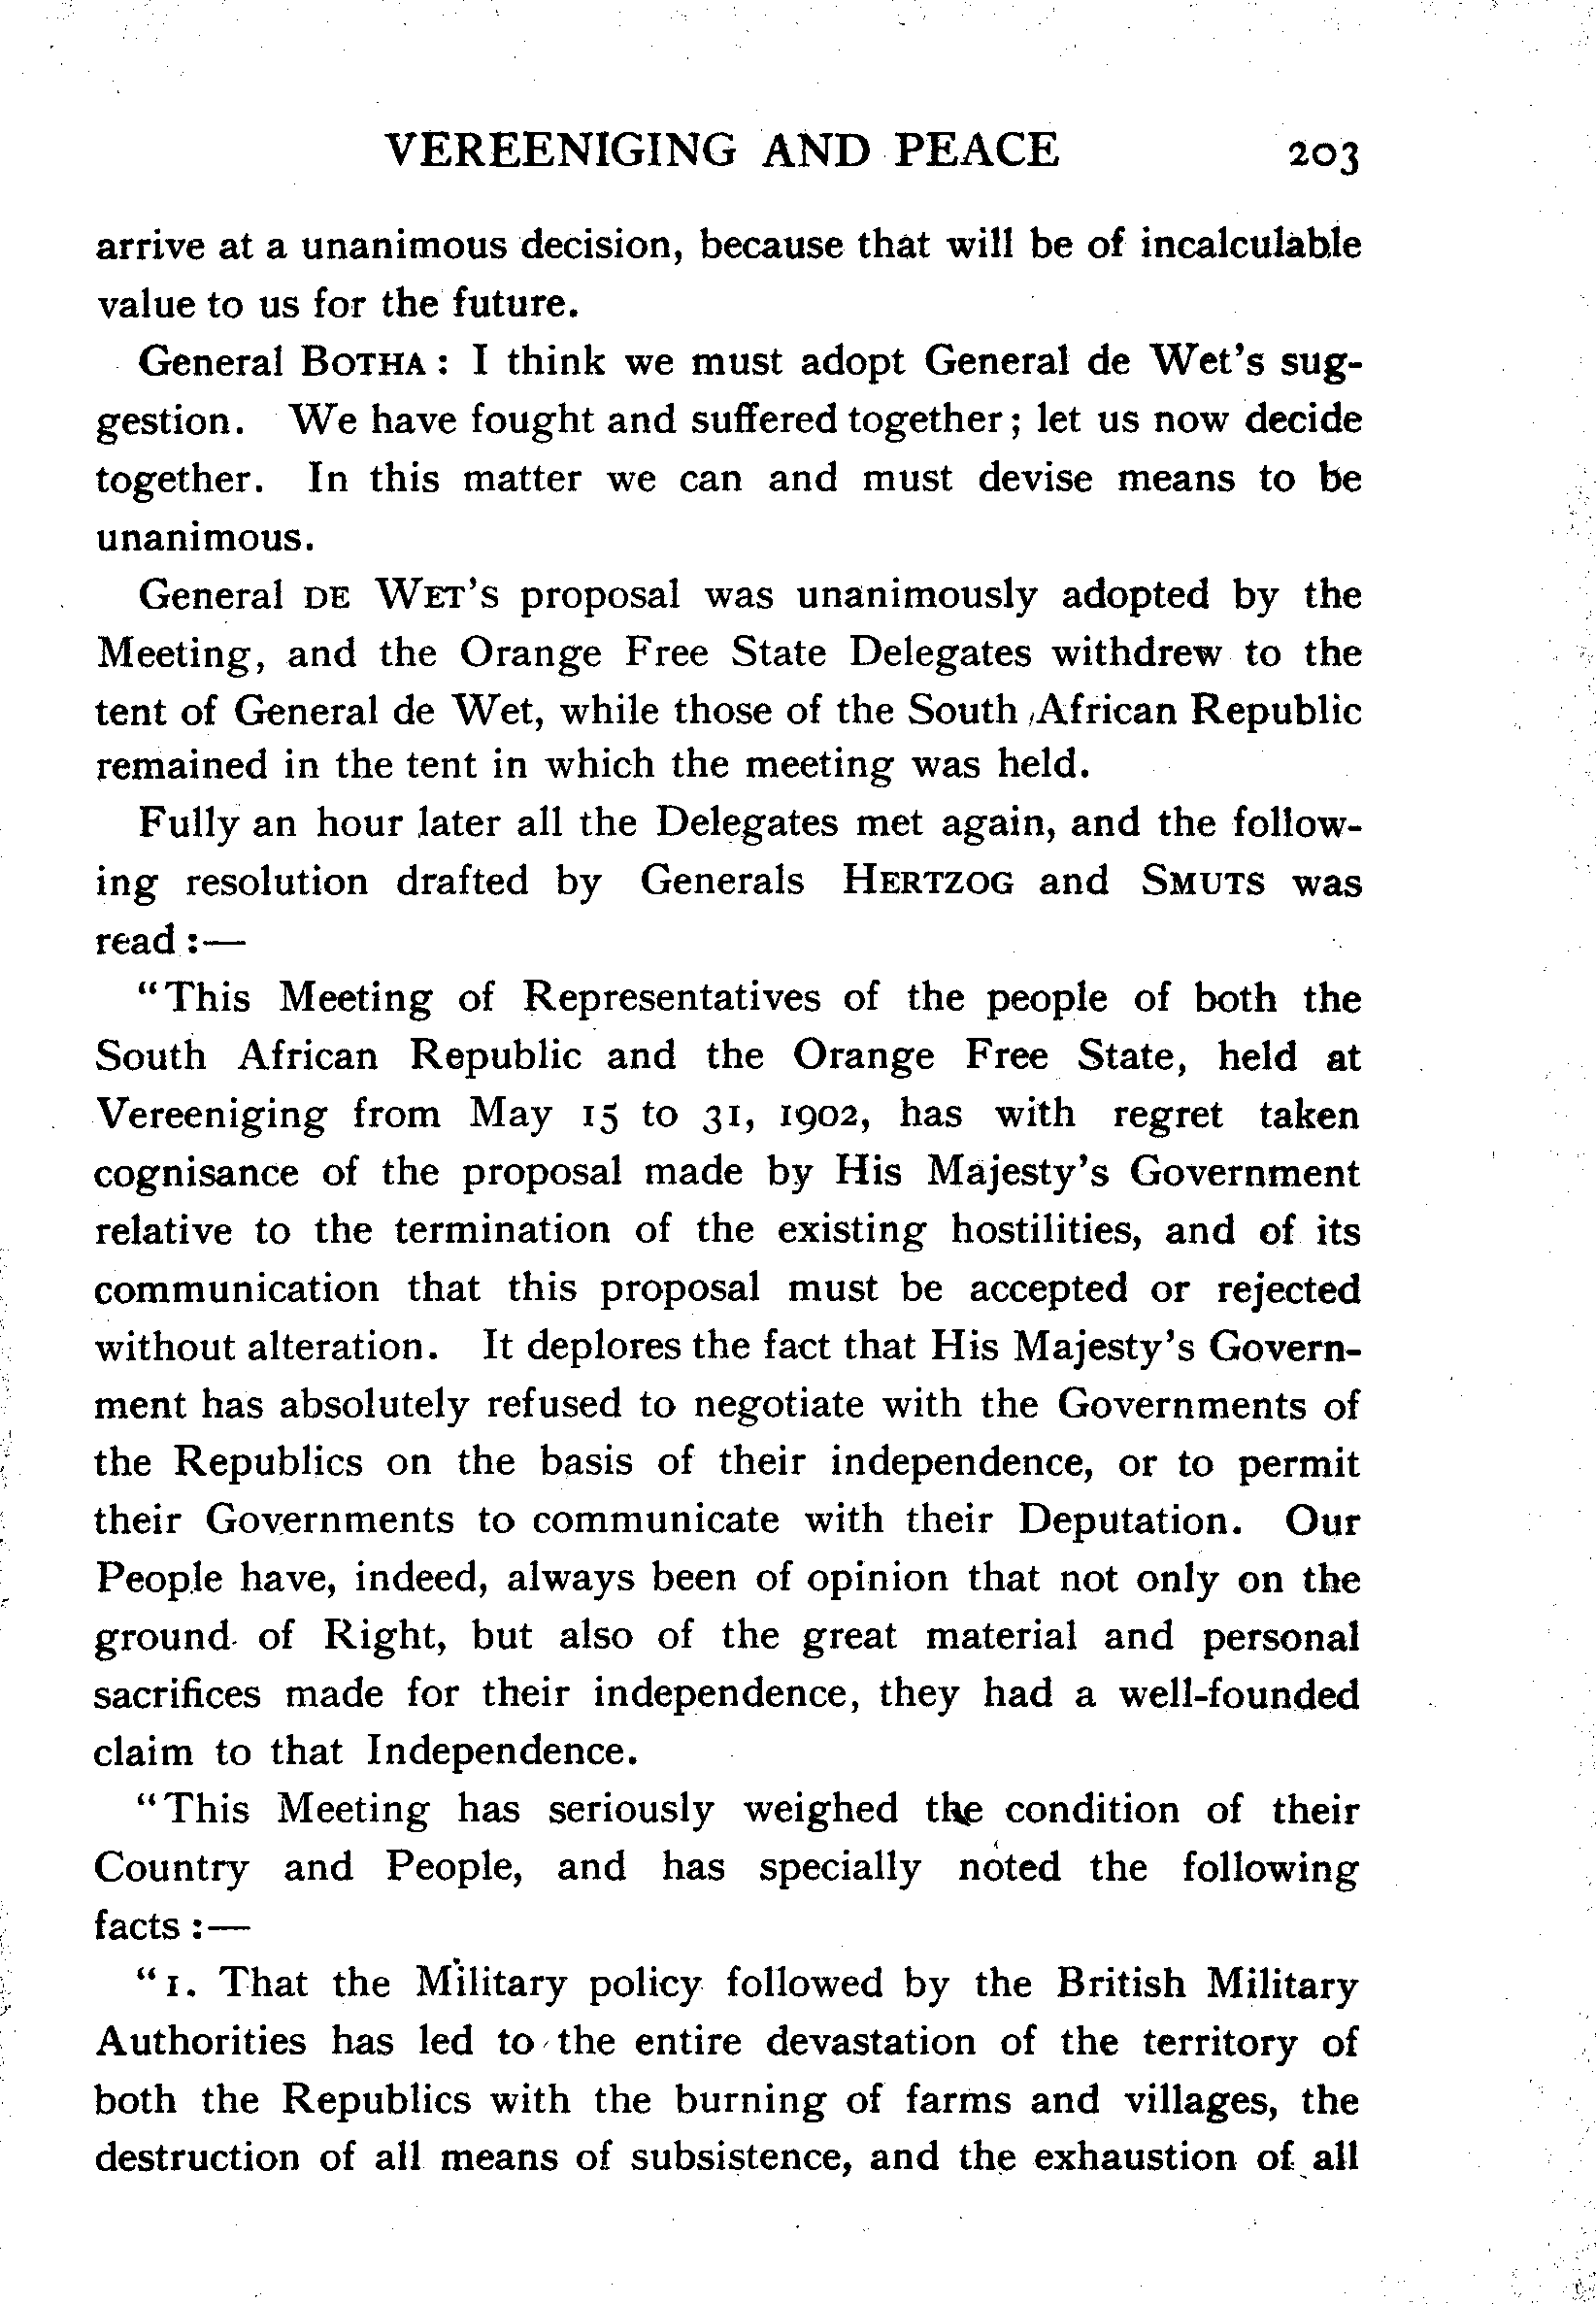 VEREENIGING AND PEACE 203
arrive at a unanimous decision, because that will be of incalculable
value to us for the future.
General BOTHA : I think we must adopt General de Wet's sug-
gestion. We have fought and suffered together ; let us now decide
together. In this matter we can and must devise means to be
unanimous.
General DE WET's proposal was unanimously adopted by the
Meeting, and the Orange Free State Delegates withdrew to the
tent of General de Wet, while those of the South African Republic
remained in the tent in which the meeting was held.
Fully an hour later all the Delegates met again, and the follow-
ing resolution drafted by Generals HERTZOG and SMUTS was
read :—
“This Meeting of Representatives of the people of both the
South African Republic and the Orange Free State, held at
Vereeniging from May 15 to 31, 1902, has with regret taken
cognisance of the proposal made by His Majesty's Government
relative to the termination of the existing hostilities, and of its
communication that this proposal must be accepted or rejected
without alteration. It deplores the fact that His Majesty's Govern-
ment has absolutely refused to negotiate with the Governments of
the Republics on the basis of their independence, or to permit
their Governments to communicate with their Deputation. Our
People have, indeed, always been of opinion that not only on the
ground of Right, but also of the great material and personal
sacrifices made for their independence, they had a well-founded
claim to that Independence.
“This Meeting has seriously weighed the condition of their
Country and People, and has specially noted the following
facts :—
“1. That the Military policy followed by the British Military
Authorities has led to the entire devastation of the territory of
both the Republics with the burning of farms and villages, the
destruction of all means of subsistence, and the exhaustion of all